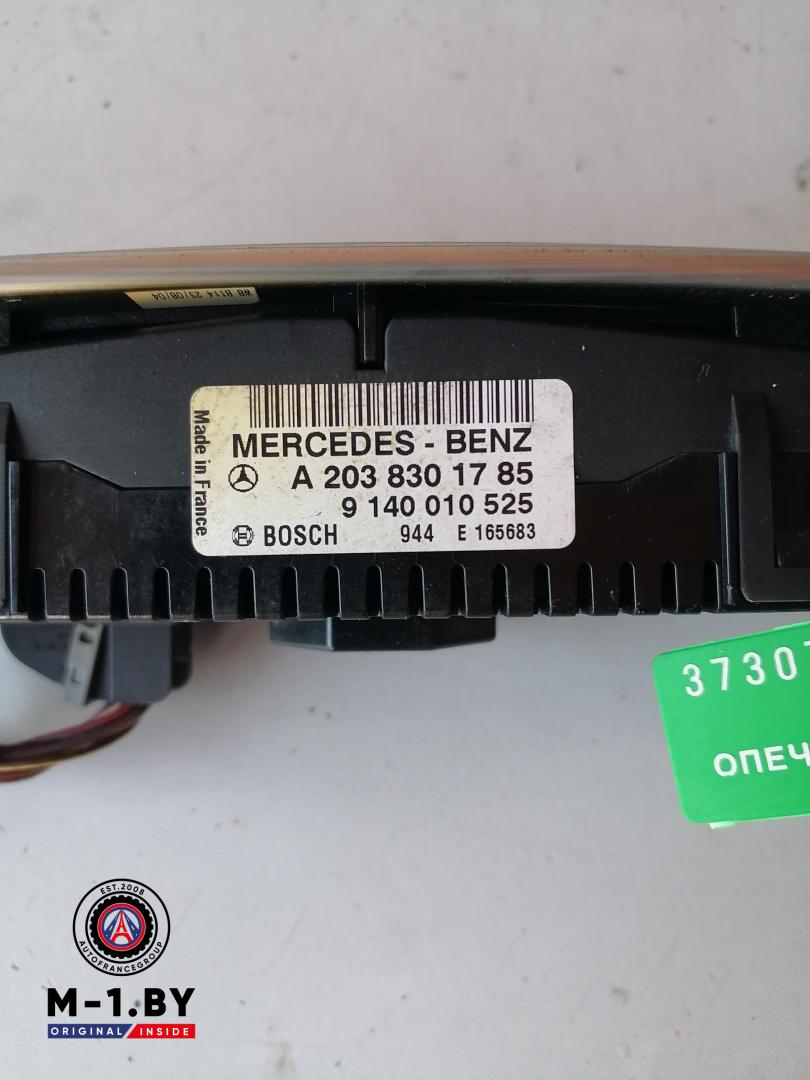 WB 8114 23/08/04
Made in France
MERCEDES - BENZ
A 203 830 17 85
9 140 010 525
BOSCH 944 E 165683
37307
ОПЕЧ
EST.2008
AUTOFRANCEGROUP
M-1.BY
ORIGINAL INSIDE